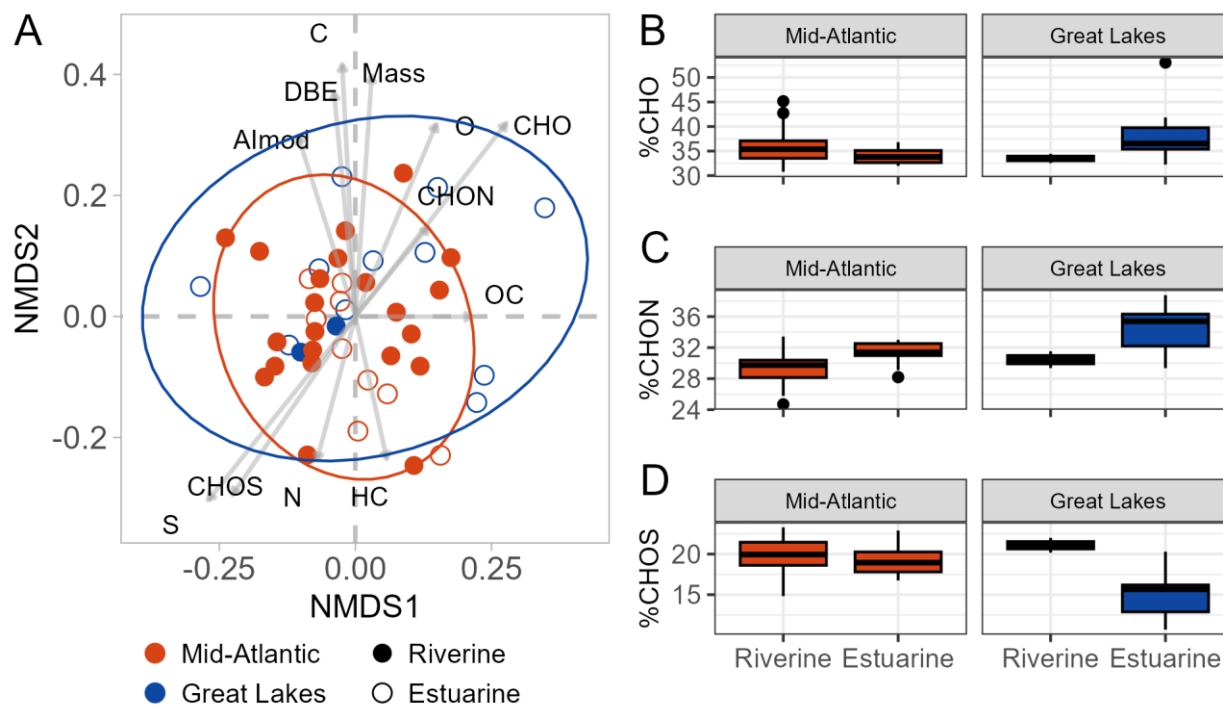 A
C
Mass
DBE
O
CHO
AImod
CHON
OC
CHOS
N
HC
S
0.4
0.2
0.0
-0.2
NMDS2
-0.25
0.00
0.25
NMDS1
Mid-Atlantic
Riverine
Great Lakes
Estuarine
B
Mid-Atlantic
Great Lakes
%CHO
50
45
40
35
30
C
Mid-Atlantic
Great Lakes
%CHON
36
32
28
24
D
Mid-Atlantic
Great Lakes
%CHOS
20
15
Riverine Estuarine
Riverine Estuarine